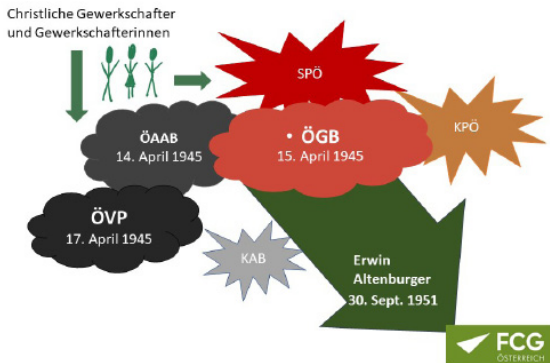 Christliche Gewerkschafter
und Gewerkschafterinnen
SPÖ
KPÖ
ÖAAB
14. April 1945
• ÖGB
15. April 1945
ÖVP
17. April 1945
KAB
Erwin
Altenburger
30. Sept. 1951
FCG
ÖSTERREICH